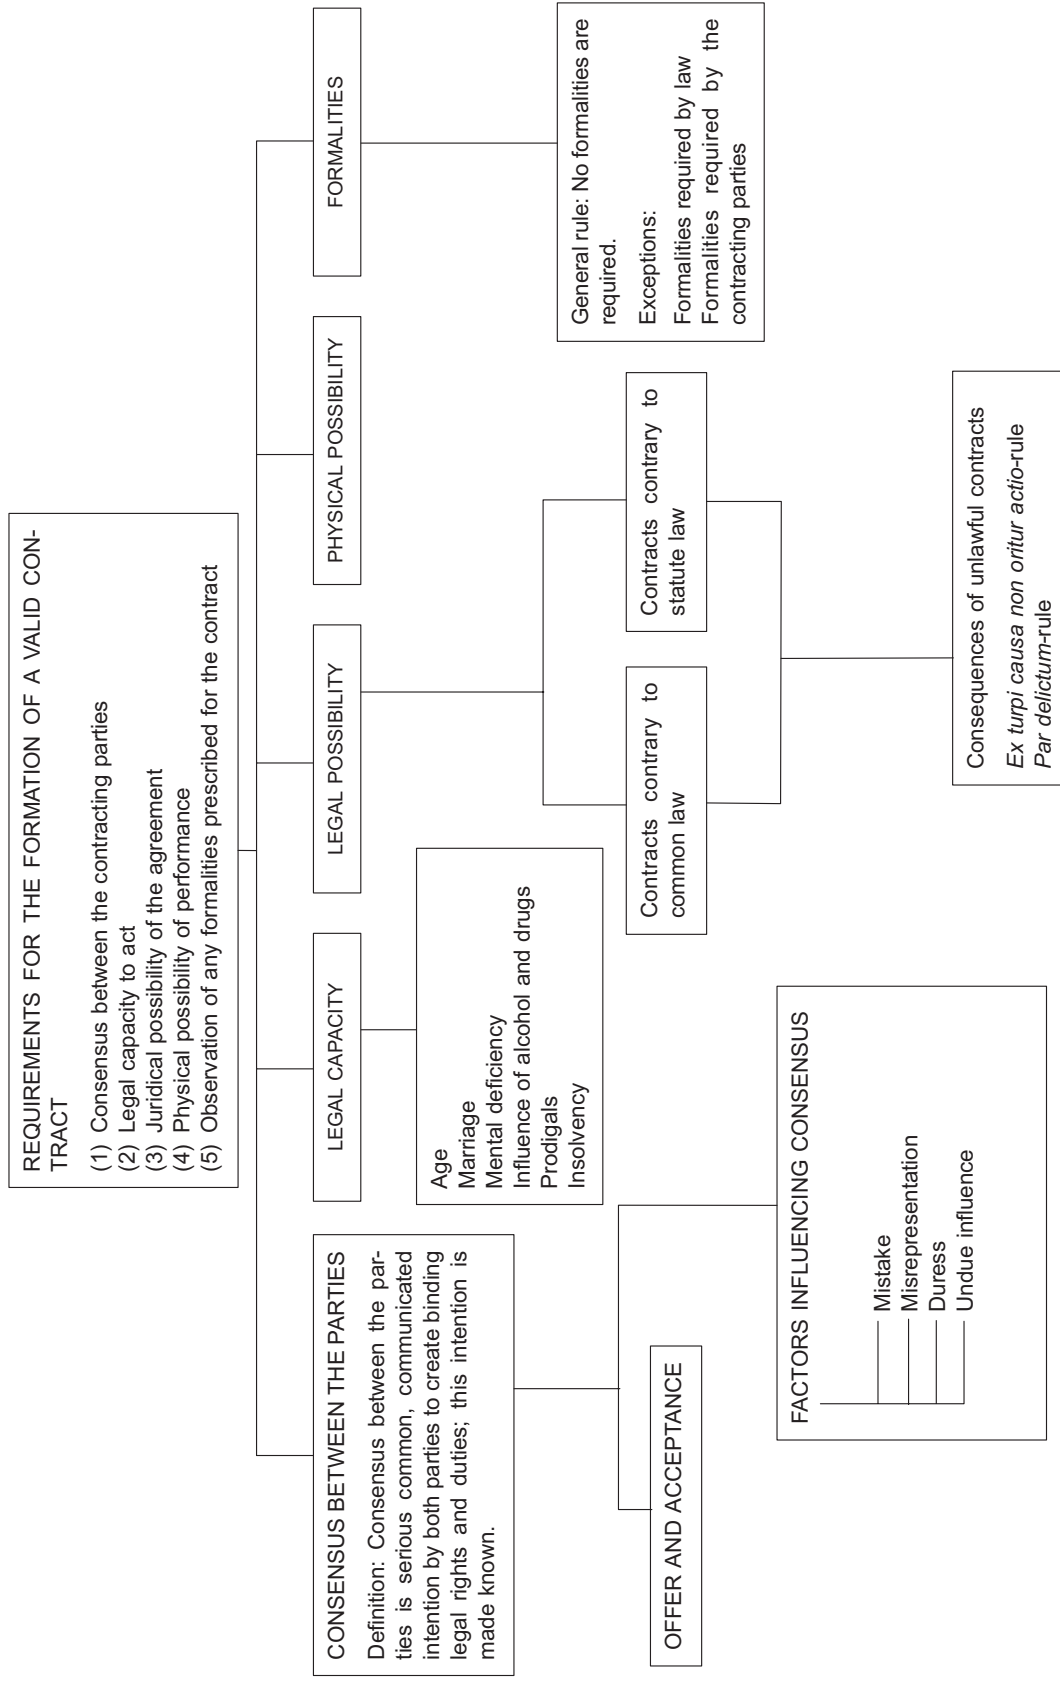 REQUIREMENTS FOR THE FORMATION OF A VALID CON-
TRACT
(1) Consensus between the contracting parties
(2) Legal capacity to act
(3) Juridical possibility of the agreement
(4) Physical possibility of performance
(5) Observation of any formalities prescribed for the contract
CONSENSUS BETWEEN THE PARTIES
Definition: Consensus between the par-
ties is serious common, communicated
intention by both parties to create binding
legal rights and duties; this intention is
made known.
OFFER AND ACCEPTANCE
FACTORS INFLUENCING CONSENSUS
Mistake
Misrepresentation
Duress
Undue influence
LEGAL CAPACITY
Age
Marriage
Mental deficiency
Influence of alcohol and drugs
Prodigals
Insolvency
LEGAL POSSIBILITY
Contracts contrary to
common law
Contracts contrary to
statute law
Consequences of unlawful contracts
Ex turpi causa non oritur actio-rule
Par delictum-rule
PHYSICAL POSSIBILITY
FORMALITIES
General rule: No formalities are
required.
Exceptions:
Formalities required by law
Formalities required by the
contracting parties